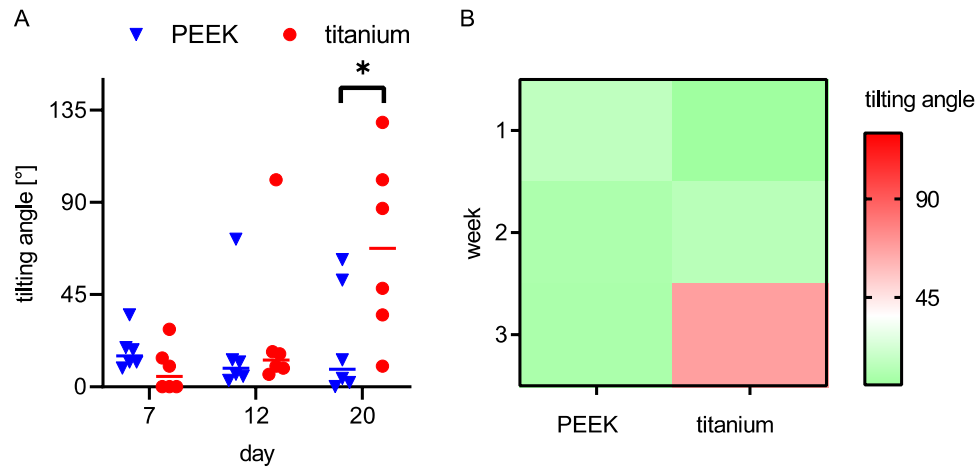 A
PEEK
titanium
*
135
90
45
0
tilting angle [°]
7
12
20
day
B
1
2
3
week
PEEK
titanium
tilting angle
90
45